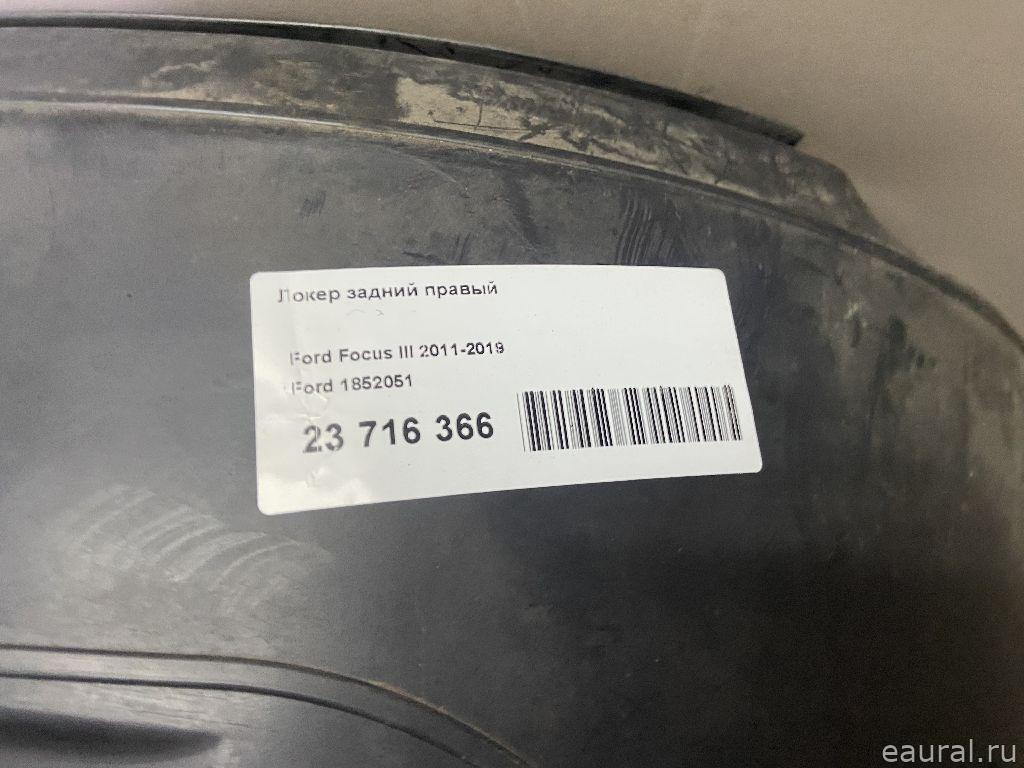 Локер задний правый
Ford Focus III 2011-2019
Ford 1852051
23 716 366
eaural.ru